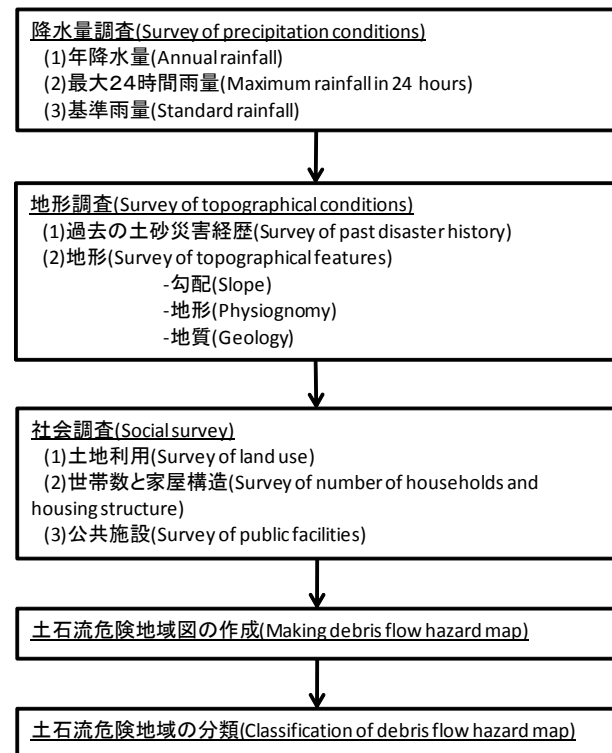 降水量調査(Survey of precipitation conditions)
(1)年降水量(Annual rainfall)
(2)最大24時間雨量(Maximum rainfall in 24 hours)
(3)基準雨量(Standard rainfall)
地形調査(Survey of topographical conditions)
(1)過去の土砂災害経歴(Survey of past disaster history)
(2)地形(Survey of topographical features)
-勾配(Slope)
-地形(Physiognomy)
-地質(Geology)
社会調査(Social survey)
(1)土地利用(Survey of land use)
(2)世帯数と家屋構造(Survey of number of households and
housing structure)
(3)公共施設(Survey of public facilities)
土石流危険地域図の作成(Making debris flow hazard map)
土石流危険地域の分類(Classification of debris flow hazard map)